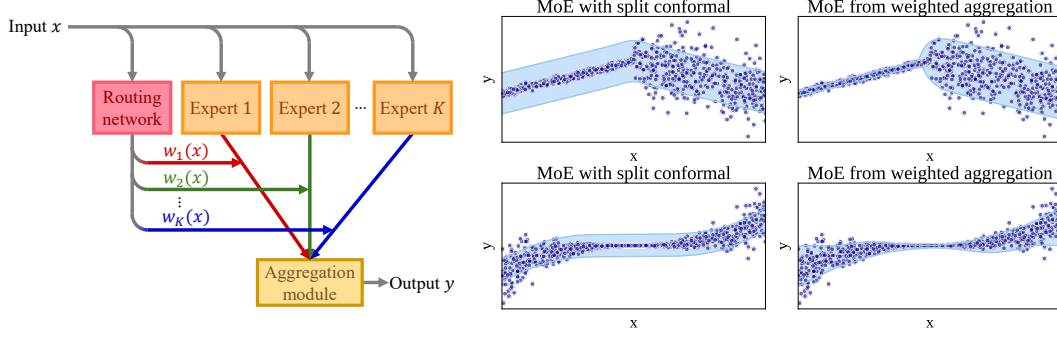 Input x
Routing
network
Expert 1
Expert 2
...
Expert K
w₁(x)
w₂(x)
⋮
w_K(x)
Aggregation
module
Output y
MoE with split conformal
y
x
MoE from weighted aggregation
y
x
MoE with split conformal
y
x
MoE from weighted aggregation
y
x